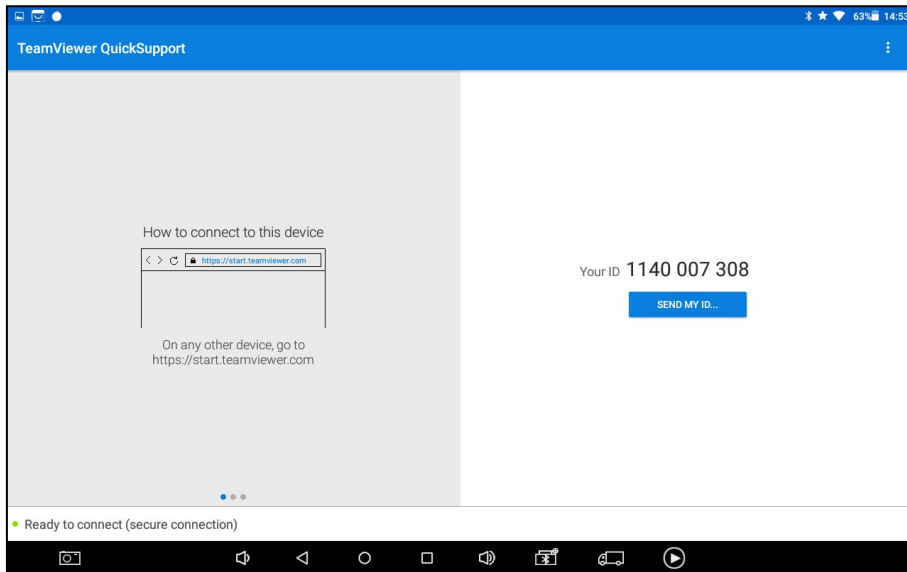 63% 14:53
TeamViewer QuickSupport
How to connect to this device
https://start.teamviewer.com
On any other device, go to
https://start.teamviewer.com
Your ID 1140 007 308
SEND MY ID...
Ready to connect (secure connection)